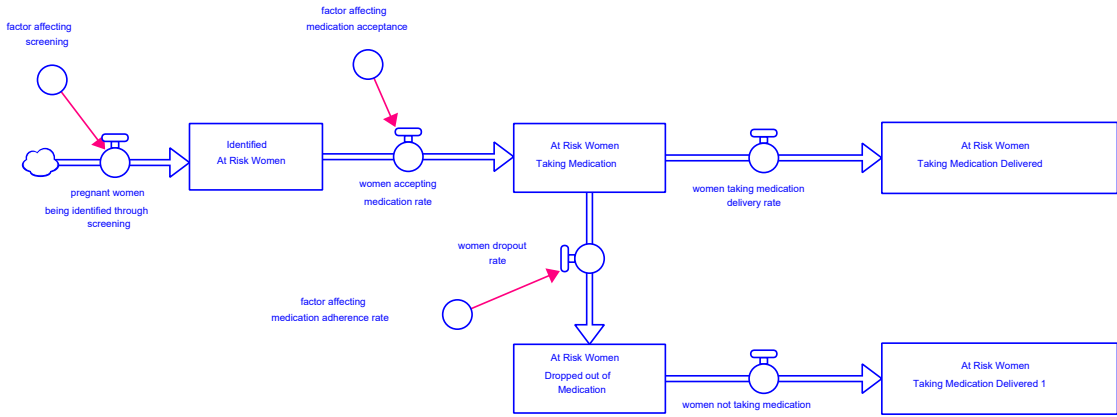 factor affecting
screening
factor affecting
medication acceptance
Identified
At Risk Women
At Risk Women
Taking Medication
At Risk Women
Taking Medication Delivered
pregnant women
being identified through
screening
women accepting
medication rate
women taking medication
delivery rate
women dropout
rate
factor affecting
medication adherence rate
At Risk Women
Dropped out of
Medication
women not taking medication
At Risk Women
Taking Medication Delivered 1